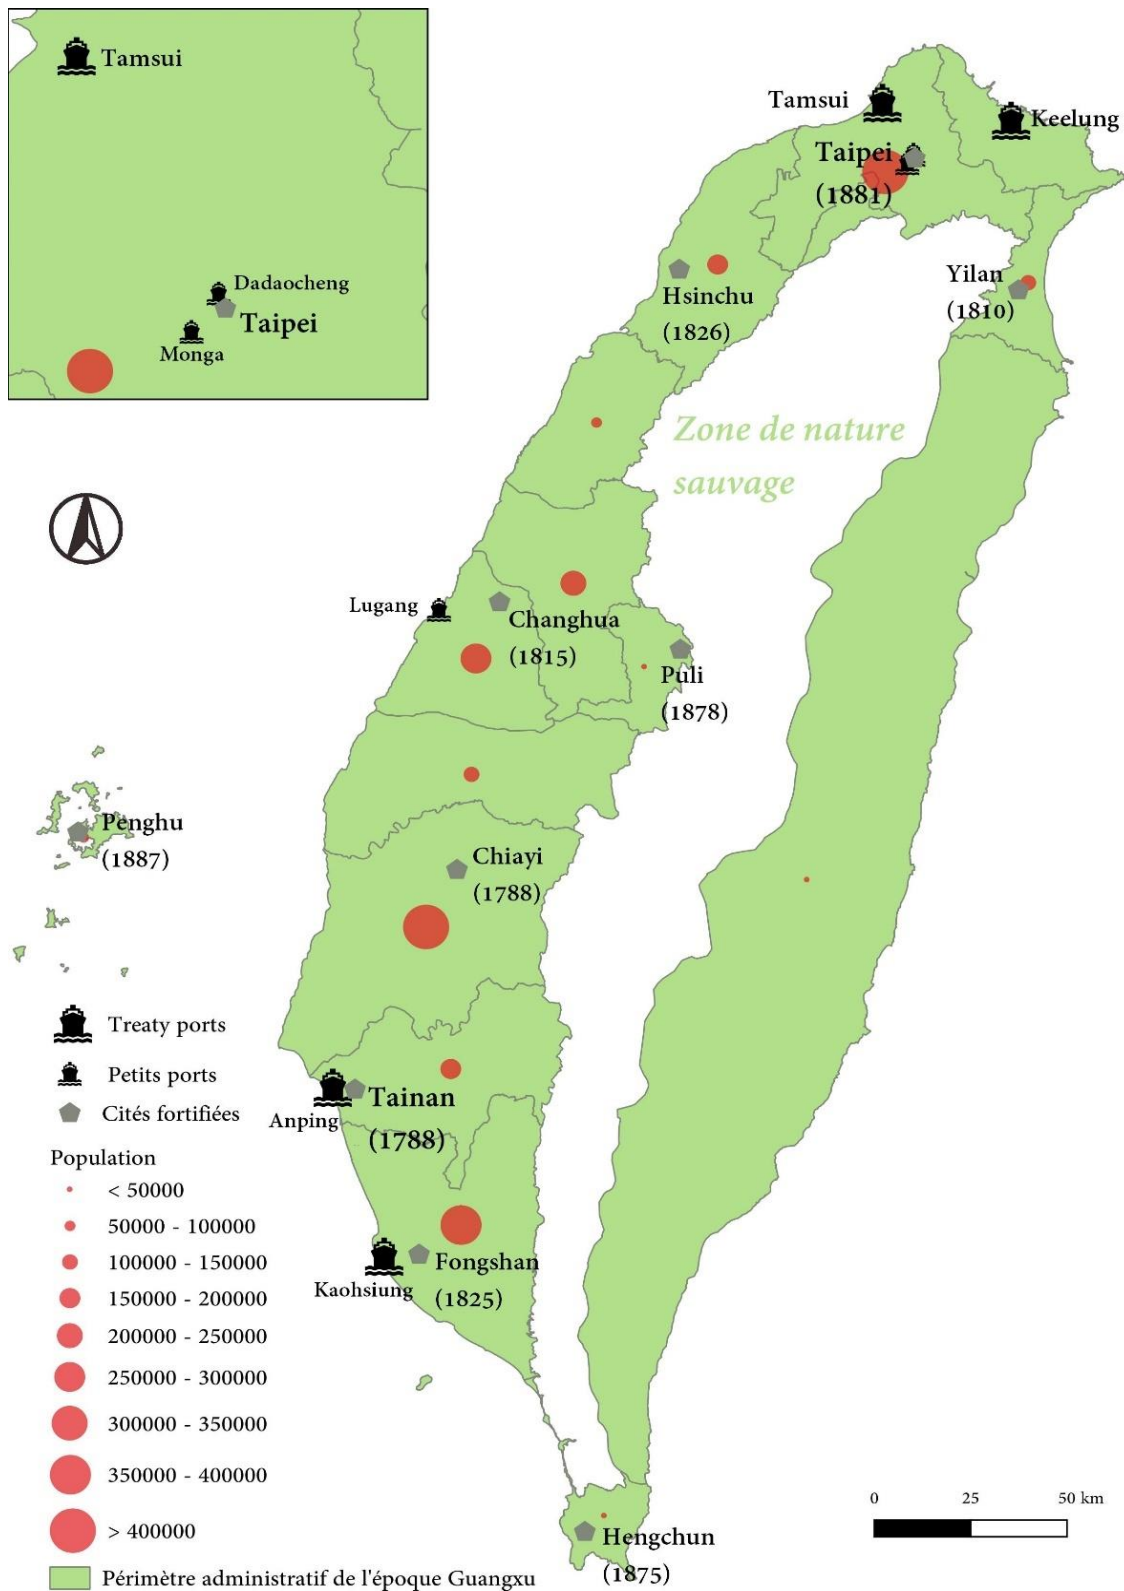 Tamsui
Dadaocheng
Taipei
Monga
Tamsui
Keelung
Taipei
(1881)
Hsinchu
(1826)
Yilan
(1810)
Zone de nature
sauvage
Lugang
Changhua
(1815)
Puli
(1878)
Penghu
(1887)
Chiayi
(1788)
Anping
Tainan
(1788)
Kaohsiung
Fongshan
(1825)
Hengchun
(1875)
Treaty ports
Petits ports
Cités fortifiées
Population
< 50000
50000 - 100000
100000 - 150000
150000 - 200000
200000 - 250000
250000 - 300000
300000 - 350000
350000 - 400000
> 400000
Périmètre administratif de l'époque Guangxu
0 25 50 km